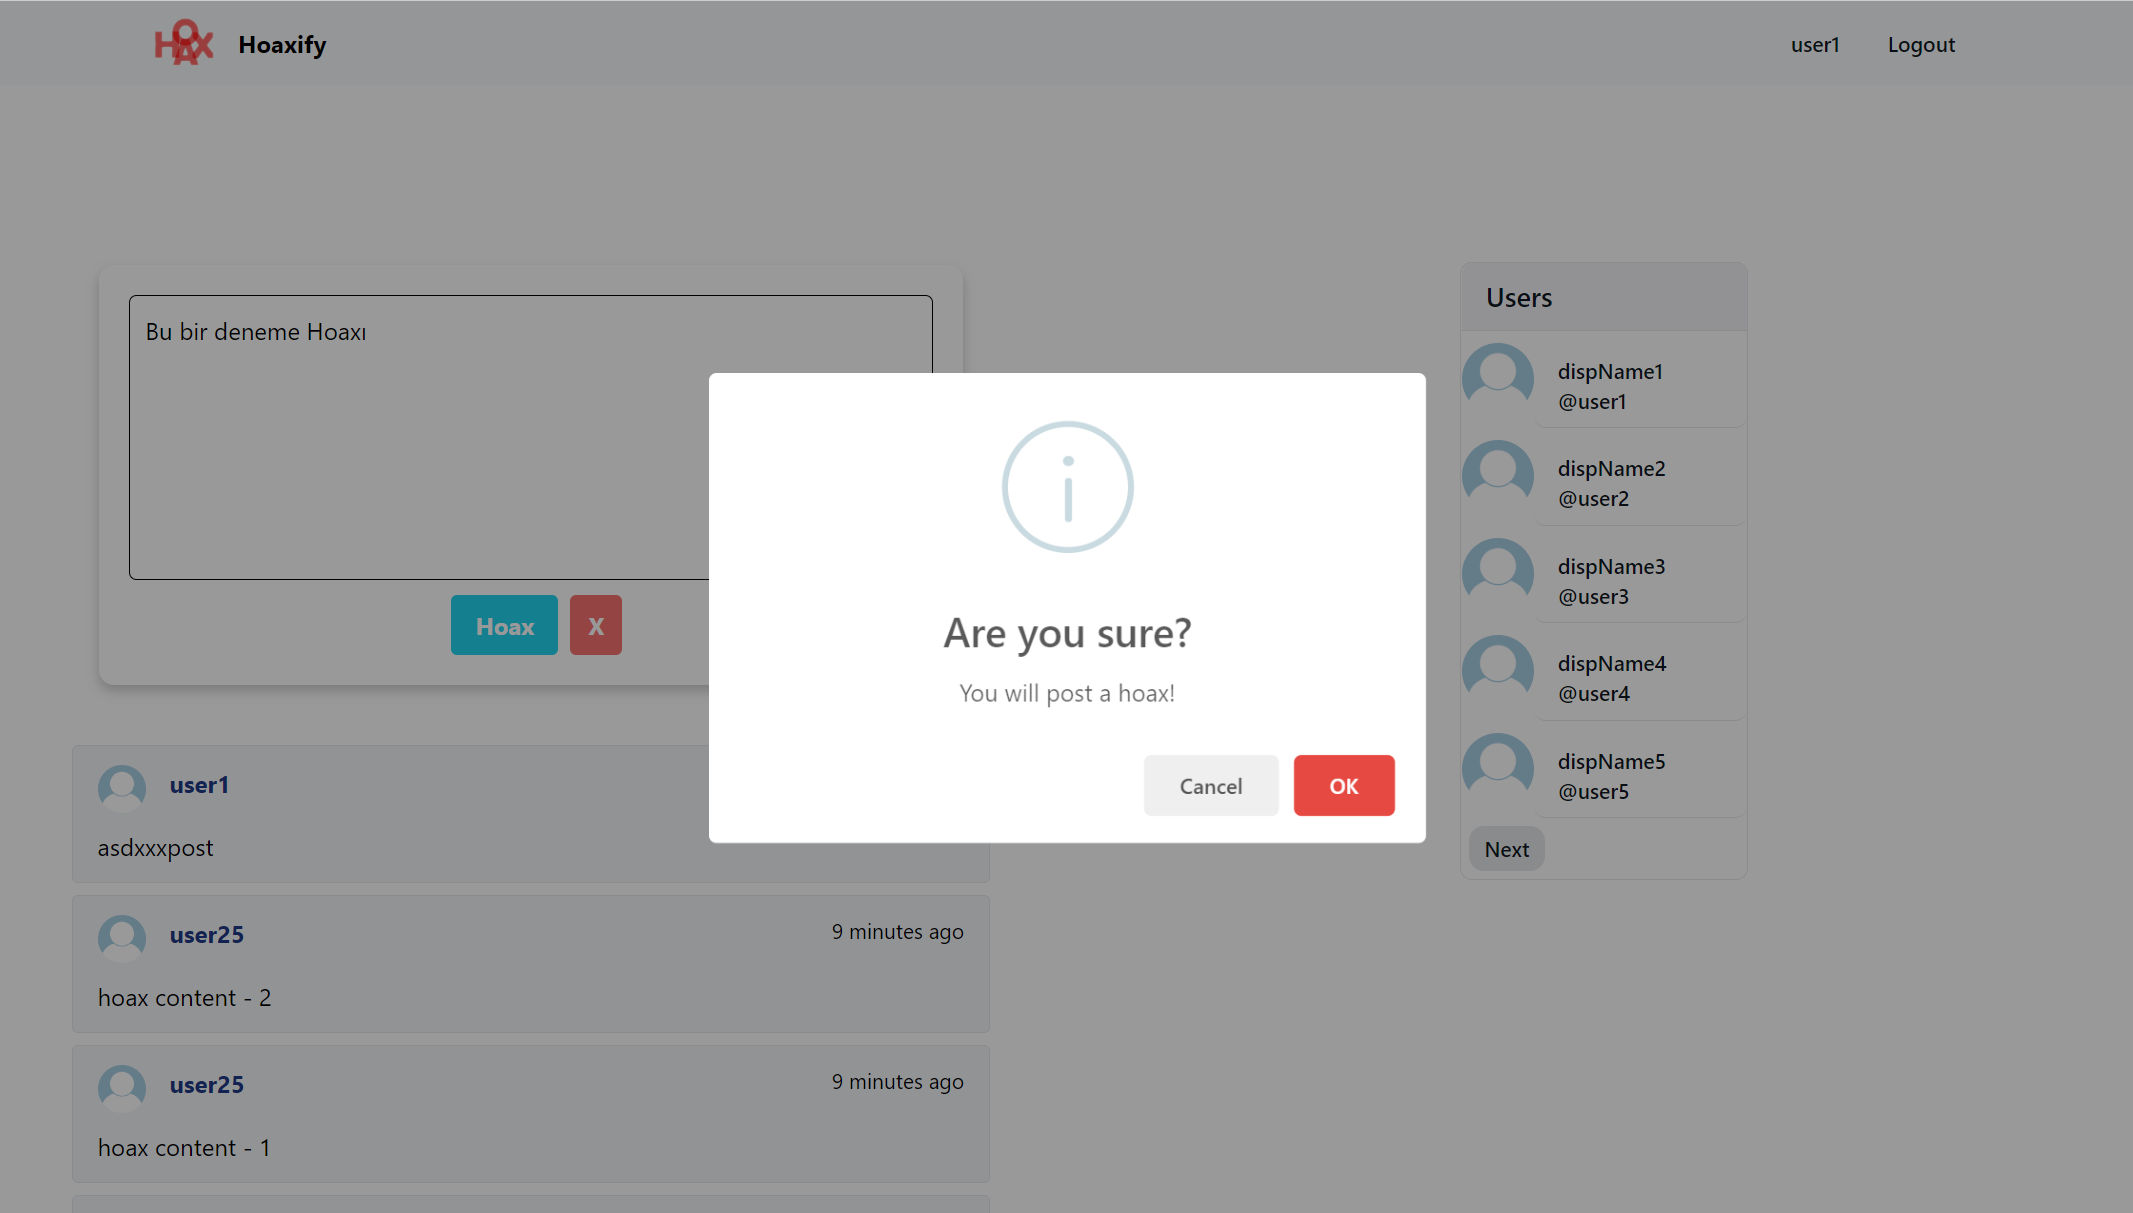 HOAX
Hoaxify
user1
Logout
Bu bir deneme Hoaxı
Hoax
X
Users
dispName1
@user1
dispName2
@user2
dispName3
@user3
dispName4
@user4
dispName5
@user5
Next
Are you sure?
You will post a hoax!
Cancel
OK
user1
asdxxxpost
user25
9 minutes ago
hoax content - 2
user25
9 minutes ago
hoax content - 1